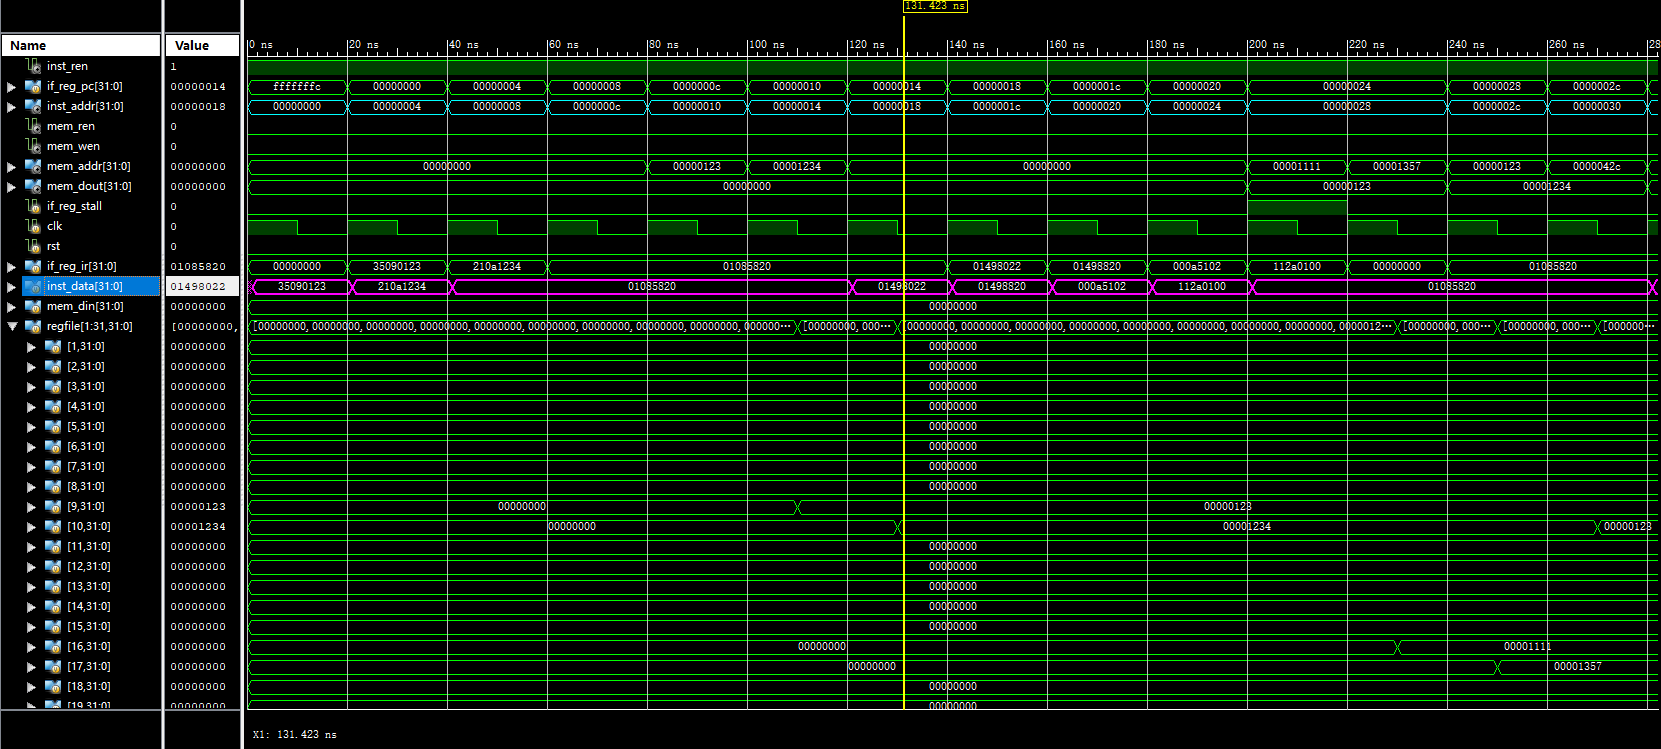 131.423 ns
Name Value 0 ns 20 ns 40 ns 60 ns 80 ns 100 ns 120 ns 140 ns 160 ns 180 ns 200 ns 220 ns 240 ns 260 ns 28
inst_ren 1
if_reg_pc[31:0] 00000014 fffffffc 00000000 00000004 00000008 0000000c 00000010 00000014 00000018 0000001c 00000020 00000024 00000028 0000002c
inst_addr[31:0] 00000018 00000000 00000004 00000008 0000000c 00000010 00000014 00000018 0000001c 00000020 00000024 00000028 0000002c 00000030
mem_ren 0
mem_wen 0
mem_addr[31:0] 00000000 00000000 00000123 00001234 00000000 00001111 00001357 00000123 0000042c
mem_dout[31:0] 00000000 00000000 00000123 00001234
if_reg_stall 0
clk 0
rst 0
if_reg_ir[31:0] 01085820 00000000 35090123 210a1234 01085820 01498022 01498820 000a5102 112a0100 00000000 01085820
inst_data[31:0] 01498022 35090123 210a1234 01085820 01498022 01498820 000a5102 112a0100 01085820
mem_din[31:0] 00000000 00000000
regfile[1:31,31:0] [00000000, [00000000, 00000000, 00000000, 00000000, 00000000, 00000000, 00000000, 00000000, 00000000, 000000··· [00000000, 000··· 00000000, 00000000, 00000000, 00000000, 00000000, 00000000, 00000000, 00000000, 0000012··· [00000000, 000··· [00000000, 000··· [000000···
[1,31:0] 00000000 00000000
[2,31:0] 00000000 00000000
[3,31:0] 00000000 00000000
[4,31:0] 00000000 00000000
[5,31:0] 00000000 00000000
[6,31:0] 00000000 00000000
[7,31:0] 00000000 00000000
[8,31:0] 00000000 00000000
[9,31:0] 00000123 00000000 00000123
[10,31:0] 00001234 00000000 00001234 00000123
[11,31:0] 00000000 00000000
[12,31:0] 00000000 00000000
[13,31:0] 00000000 00000000
[14,31:0] 00000000 00000000
[15,31:0] 00000000 00000000
[16,31:0] 00000000 00000000 00001111
[17,31:0] 00000000 00000000 00001357
[18,31:0] 00000000 00000000
[19,31:0] 00000000 00000000
X1: 131.423 ns